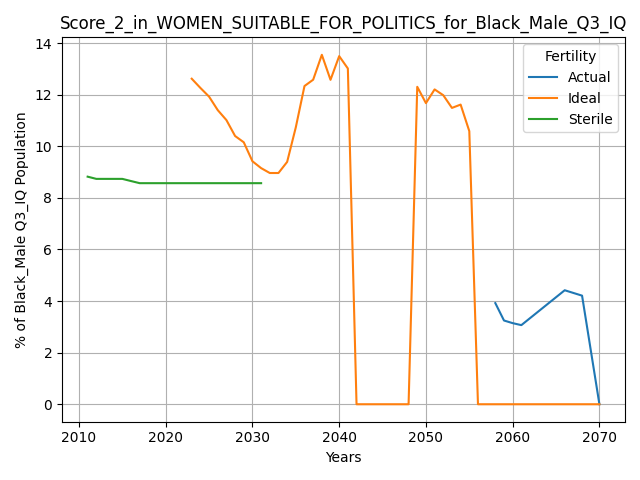 Score_2_in_WOMEN_SUITABLE_FOR_POLITICS_for_Black_Male_Q3_IQ
% of Black_Male Q3_IQ Population
14
12
10
8
6
4
2
0
Fertility
Actual
Ideal
Sterile
2010 2020 2030 2040 2050 2060 2070
Years